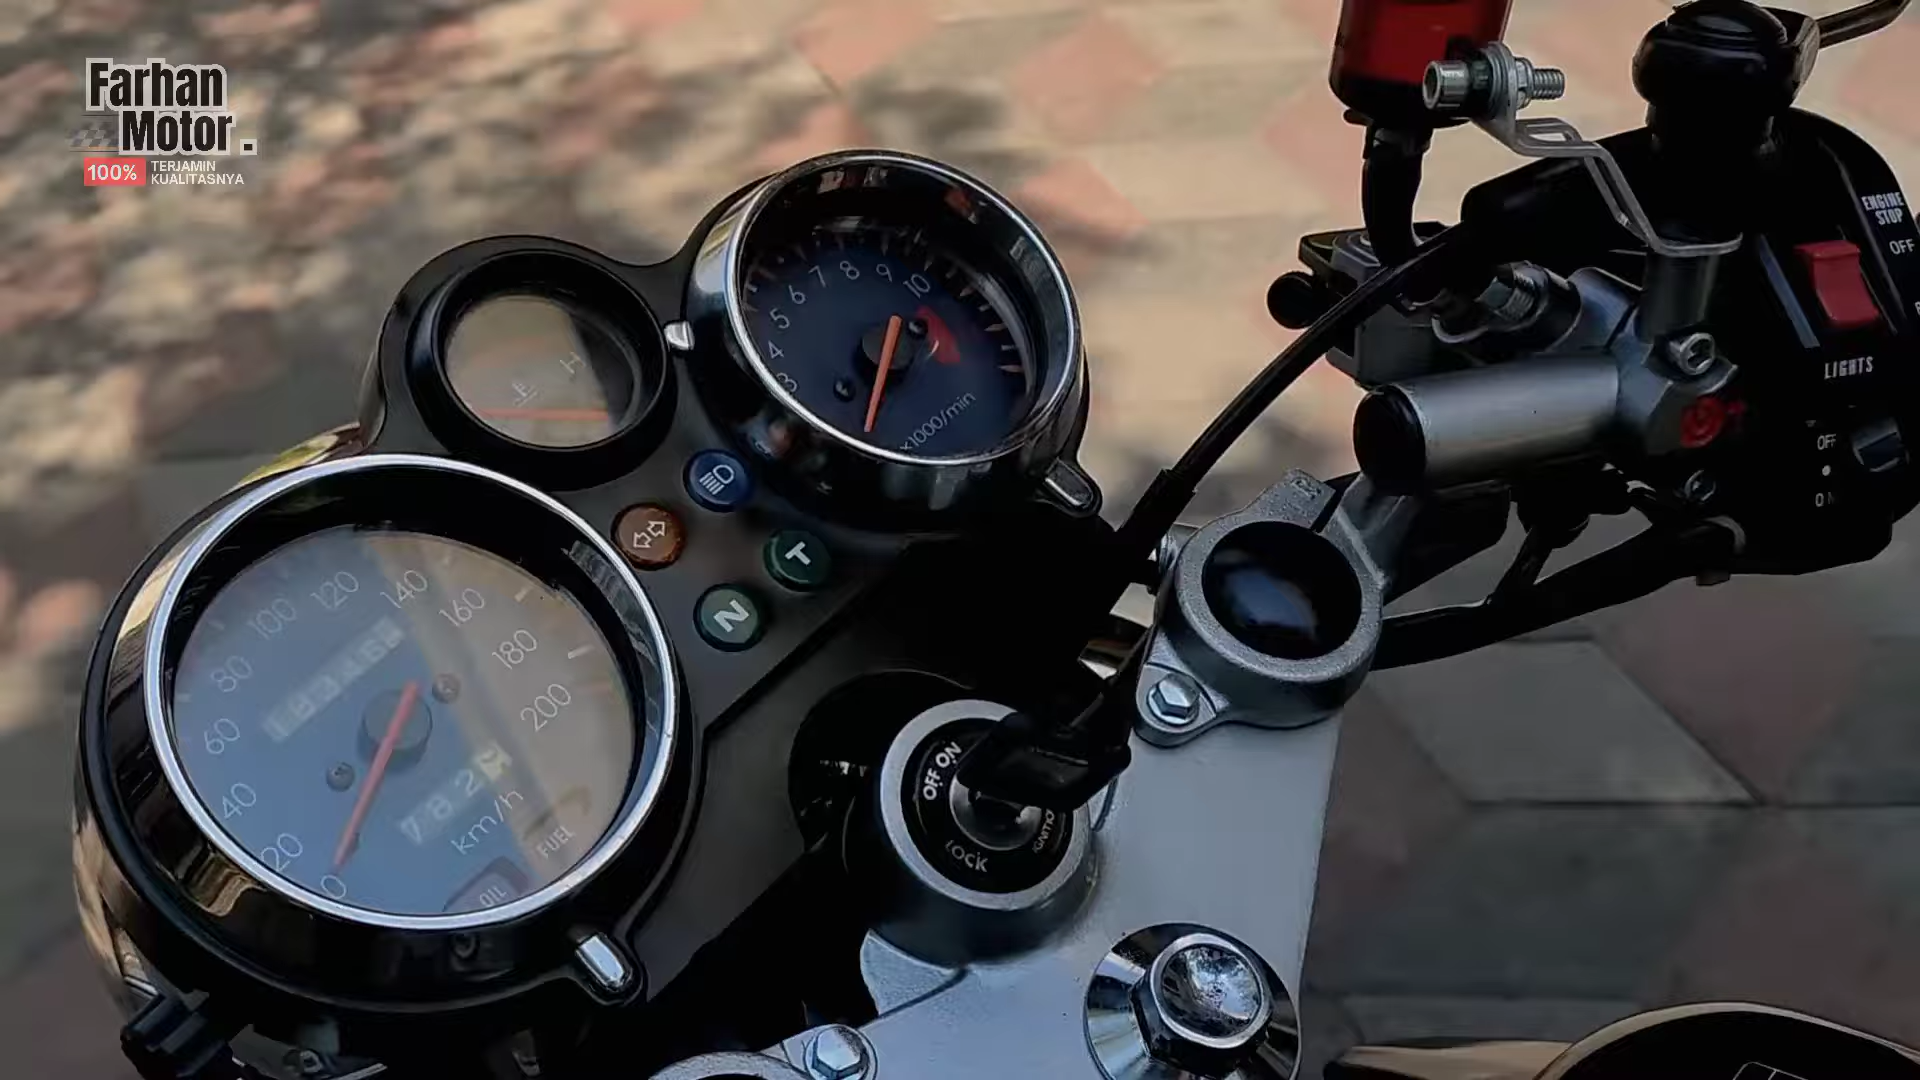 Farhan
Motor.
100% TERJAMIN
KUALITASNYA
ENGINE
STOP
OFF
LIGHTS
OFF
ON
3 4 5 6 7 8 9 10
×1000/min
H
T
N
0 20 40 60 80 100 120 140 160 180 200
km/h
FUEL
OIL
OFF ON
LOCK